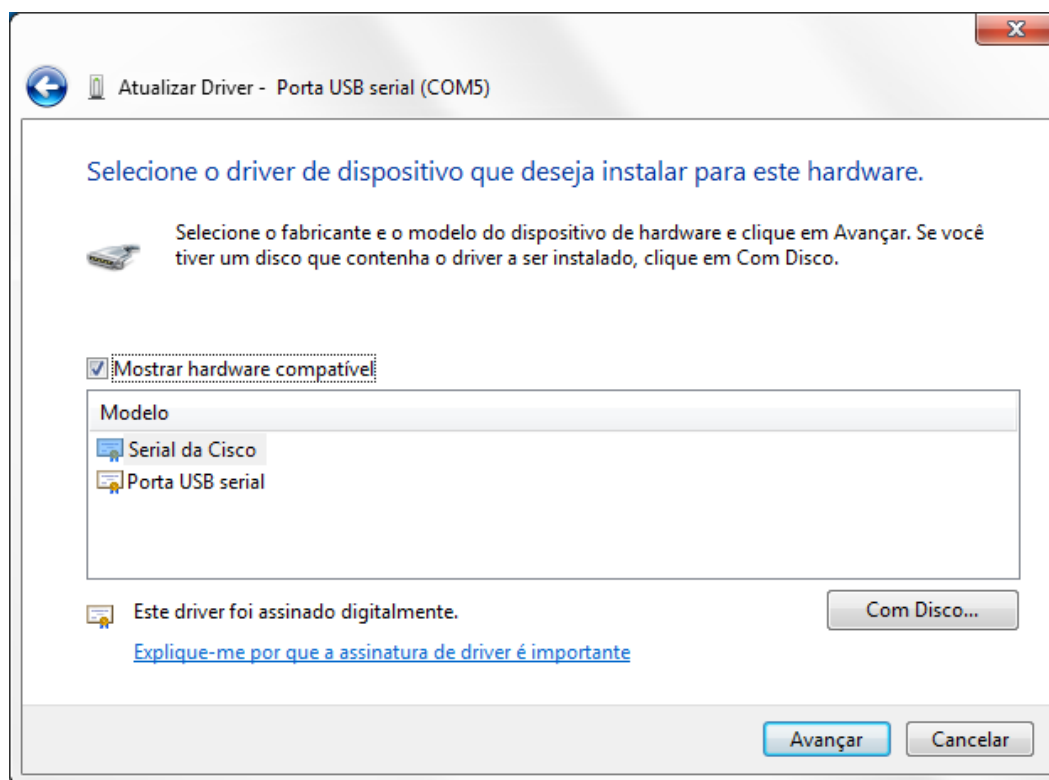 Atualizar Driver - Porta USB serial (COM5)
Selecione o driver de dispositivo que deseja instalar para este hardware.
Selecione o fabricante e o modelo do dispositivo de hardware e clique em Avançar. Se você
tiver um disco que contenha o driver a ser instalado, clique em Com Disco.
Mostrar hardware compatível
Modelo
Serial da Cisco
Porta USB serial
Este driver foi assinado digitalmente.
Com Disco...
Explique-me por que a assinatura de driver é importante
Avançar
Cancelar